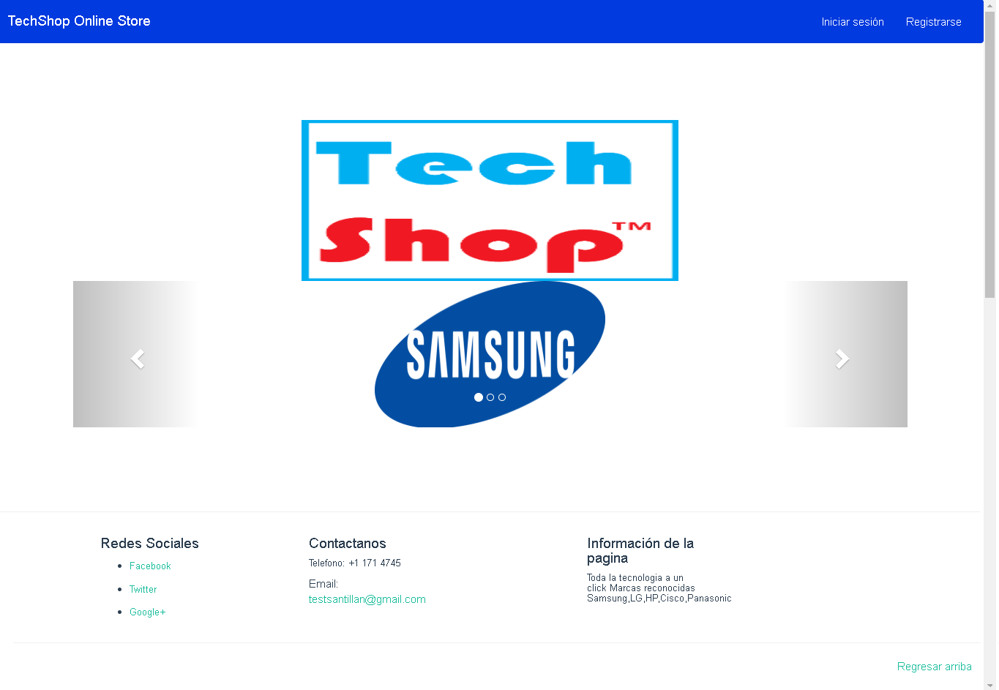 TechShop Online Store
Iniciar sesión
Registrarse
Tech
Shop™
SAMSUNG
Redes Sociales
Facebook
Twitter
Google+
Contactanos
Telefono: +1 171 4745
Email:
testsantillan@gmail.com
Información de la
pagina
Toda la tecnologia a un
click Marcas reconocidas
Samsung,LG,HP,Cisco,Panasonic
Regresar arriba